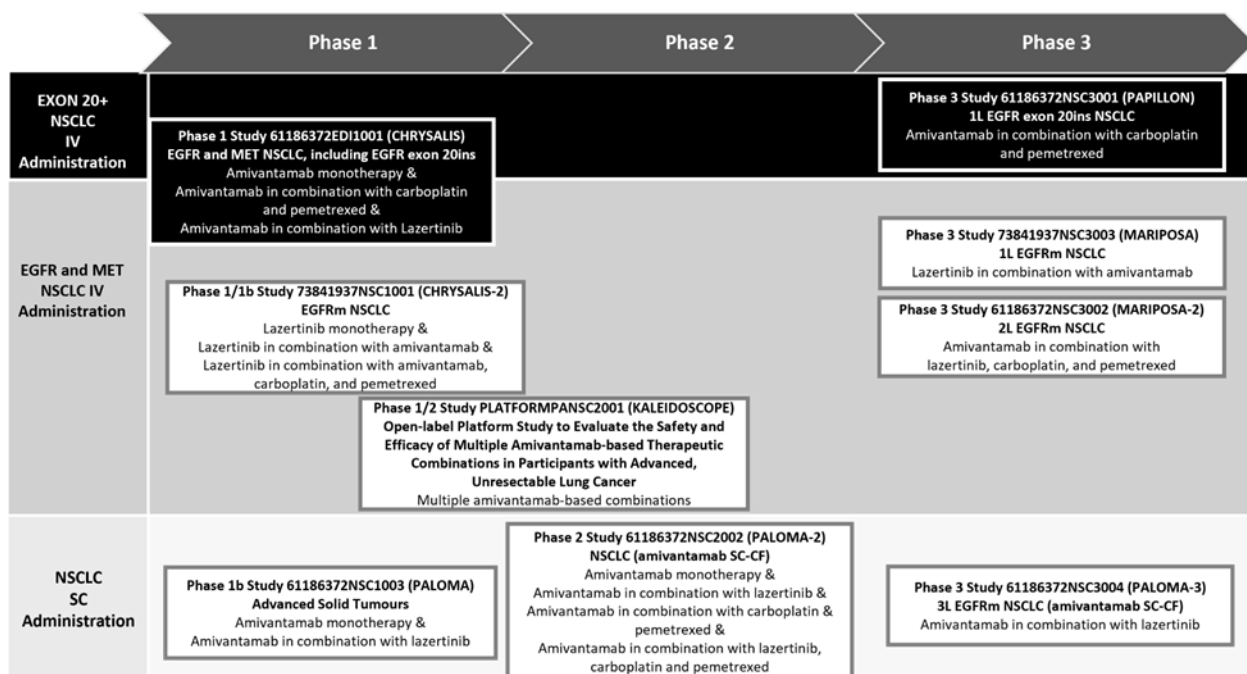 Phase 1
Phase 2
Phase 3
EXON 20+
NSCLC
IV
Administration
Phase 1 Study 61186372EDI1001 (CHRYSALIS)
EGFR and MET NSCLC, including EGFR exon 20ins
Amivantamab monotherapy &
Amivantamab in combination with carboplatin
and pemetrexed &
Amivantamab in combination with Lazertinib
Phase 3 Study 61186372NSC3001 (PAPILLON)
1L EGFR exon 20ins NSCLC
Amivantamab in combination with carboplatin
and pemetrexed
EGFR and MET
NSCLC IV
Administration
Phase 1/1b Study 73841937NSC1001 (CHRYSALIS-2)
EGFRm NSCLC
Lazertinib monotherapy &
Lazertinib in combination with amivantamab &
Lazertinib in combination with amivantamab,
carboplatin, and pemetrexed
Phase 1/2 Study PLATFORMPANSC2001 (KALEIDOSCOPE)
Open-label Platform Study to Evaluate the Safety and
Efficacy of Multiple Amivantamab-based Therapeutic
Combinations in Participants with Advanced,
Unresectable Lung Cancer
Multiple amivantamab-based combinations
Phase 3 Study 73841937NSC3003 (MARIPOSA)
1L EGFRm NSCLC
Lazertinib in combination with amivantamab
Phase 3 Study 61186372NSC3002 (MARIPOSA-2)
2L EGFRm NSCLC
Amivantamab in combination with
lazertinib, carboplatin, and pemetrexed
NSCLC
SC
Administration
Phase 1b Study 61186372NSC1003 (PALOMA)
Advanced Solid Tumours
Amivantamab monotherapy &
Amivantamab in combination with lazertinib
Phase 2 Study 61186372NSC2002 (PALOMA-2)
NSCLC (amivantamab SC-CF)
Amivantamab monotherapy &
Amivantamab in combination with lazertinib &
Amivantamab in combination with carboplatin &
pemetrexed &
Amivantamab in combination with lazertinib,
carboplatin and pemetrexed
Phase 3 Study 61186372NSC3004 (PALOMA-3)
3L EGFRm NSCLC (amivantamab SC-CF)
Amivantamab in combination with lazertinib